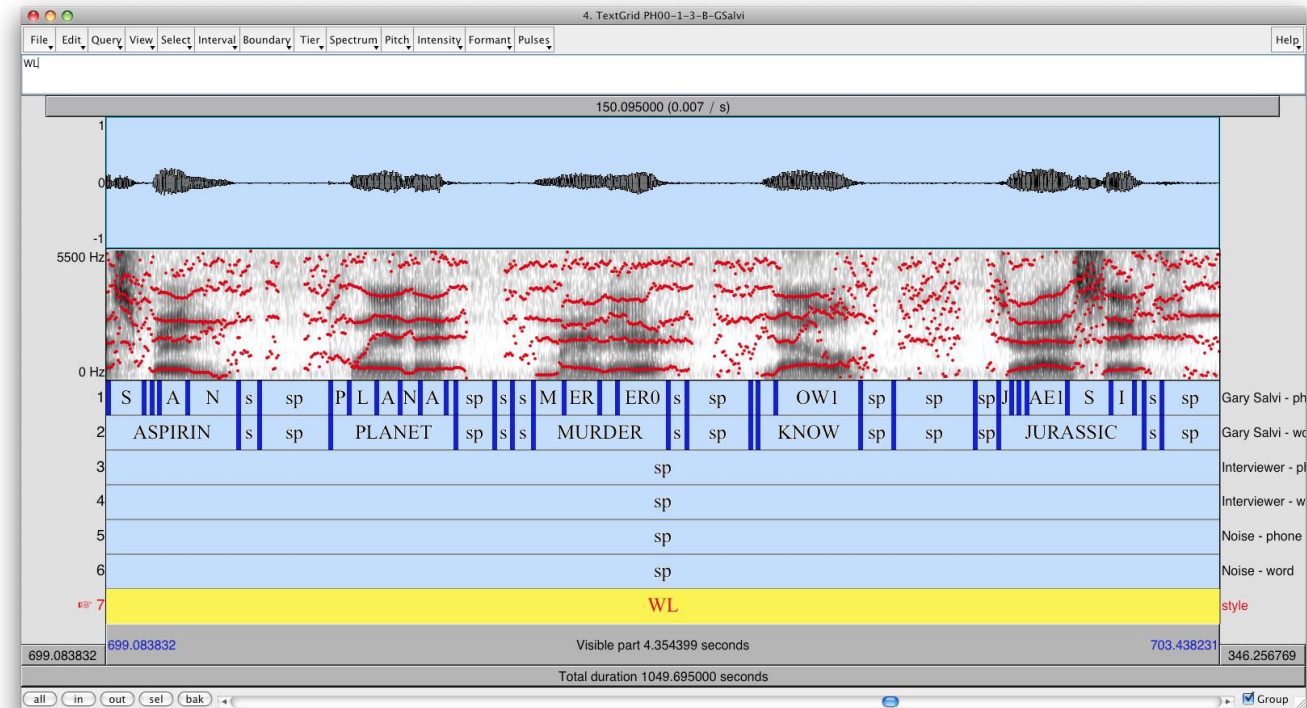 4. TextGrid PH00-1-3-B-GSalvi
File Edit Query View Select Interval Boundary Tier Spectrum Pitch Intensity Formant Pulses Help
WL
150.095000 (0.007 / s)
1
0
-1
5500 Hz
0 Hz
1 S A N s sp P L A N A sp s s M ER ER0 s sp OW1 sp sp sp J AE1 S I s sp Gary Salvi - ph
2 ASPIRIN s sp PLANET sp s s MURDER s sp KNOW sp sp sp JURASSIC s sp Gary Salvi - wo
3 sp Interviewer - pl
4 sp Interviewer - w
5 sp Noise - phone
6 sp Noise - word
☞ 7 WL style
699.083832 699.083832 Visible part 4.354399 seconds 703.438231 346.256769
Total duration 1049.695000 seconds
all in out sel bak Group